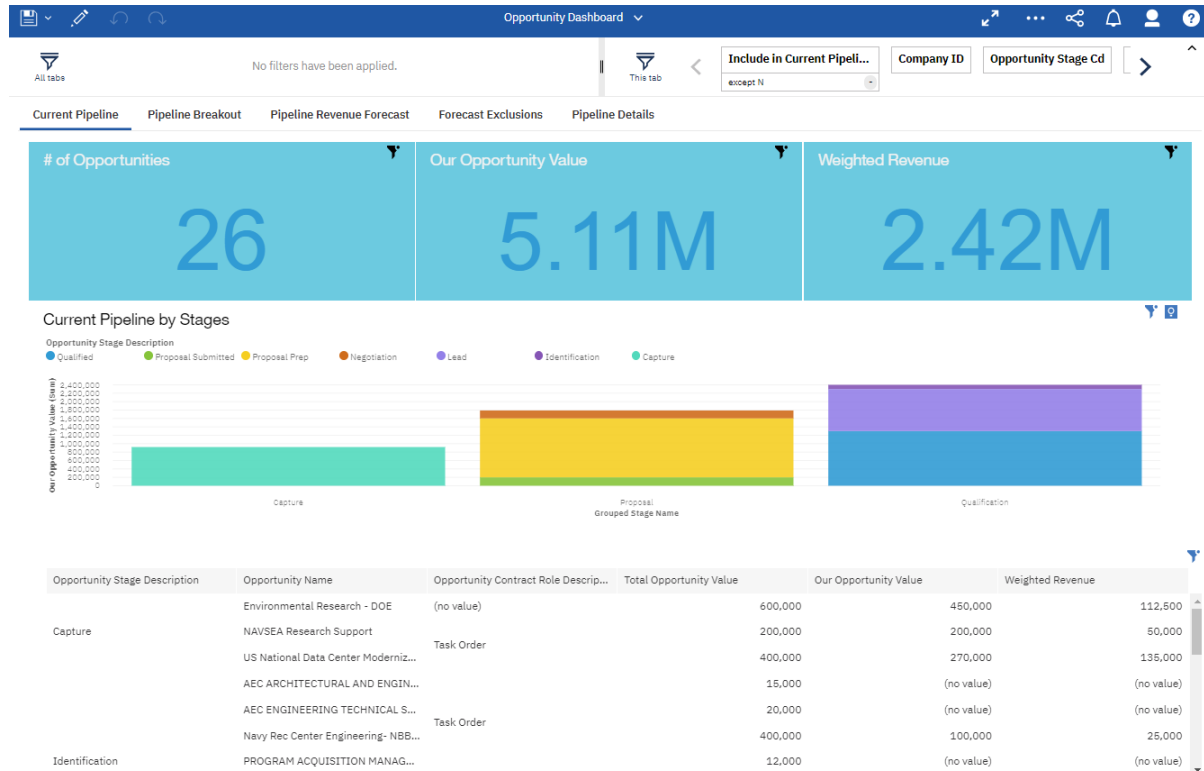 Opportunity Dashboard
All tabs
No filters have been applied.
This tab
Include in Current Pipeli...
except N
Company ID
Opportunity Stage Cd
Current Pipeline
Pipeline Breakout
Pipeline Revenue Forecast
Forecast Exclusions
Pipeline Details
# of Opportunities
Our Opportunity Value
Weighted Revenue
26
5.11M
2.42M
Current Pipeline by Stages
Opportunity Stage Description
Qualified
Proposal Submitted
Proposal Prep
Negotiation
Lead
Identification
Capture
Our Opportunity Value (Sum)
2,400,000
2,200,000
2,000,000
1,800,000
1,600,000
1,400,000
1,200,000
1,000,000
800,000
600,000
400,000
200,000
0
Capture
Proposal
Qualification
Grouped Stage Name
Opportunity Stage Description Opportunity Name Opportunity Contract Role Descrip... Total Opportunity Value Our Opportunity Value Weighted Revenue
Environmental Research - DOE (no value) 600,000 450,000 112,500
Capture NAVSEA Research Support 200,000 200,000 50,000
Task Order
US National Data Center Moderniz... 400,000 270,000 135,000
AEC ARCHITECTURAL AND ENGIN... 15,000 (no value) (no value)
AEC ENGINEERING TECHNICAL S... 20,000 (no value) (no value)
Task Order
Navy Rec Center Engineering- NBB... 400,000 100,000 25,000
Identification PROGRAM ACQUISITION MANAG... 12,000 (no value) (no value)